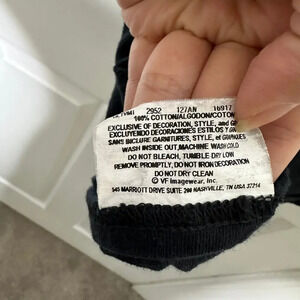 2952 127AN 16917
100% COTTON/ALGODON/COTON
EXCLUSIVE OF DECORATION, STYLE, and
EXCLUYENDO DECORACIONES ESTILOS Y
SANS INCLURE GARNITURES, STYLE, et
WASH INSIDE OUT, MACHINE WASH COLD
DO NOT BLEACH, TUMBLE DRY LOW
REMOVE PROMPTLY, DO NOT IRON DECORATION
DO NOT DRY CLEAN
© VF Imagewear, Inc.
545 MARRIOTT DRIVE SUITE 200 NASHVILLE, TN USA 37214